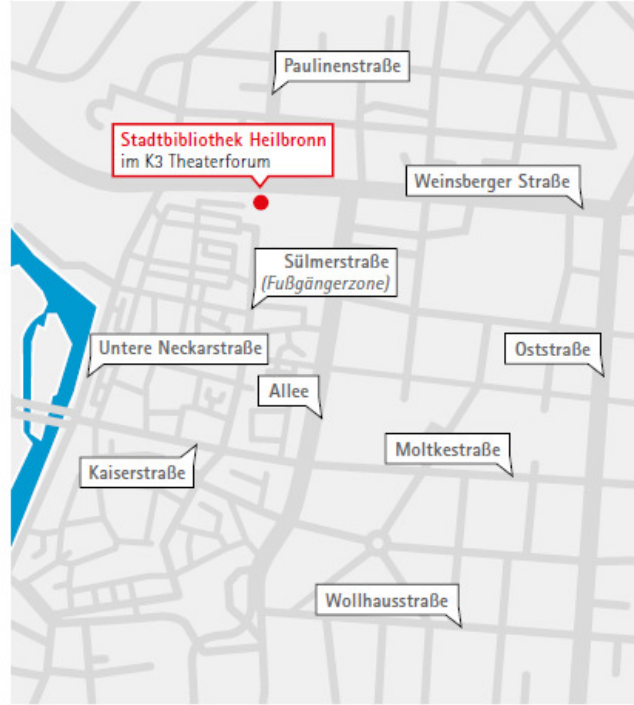 Paulinenstraße
Stadtbibliothek Heilbronn
im K3 Theaterforum
Weinsberger Straße
Sülmerstraße
(Fußgängerzone)
Untere Neckarstraße
Oststraße
Allee
Moltkestraße
Kaiserstraße
Wollhausstraße